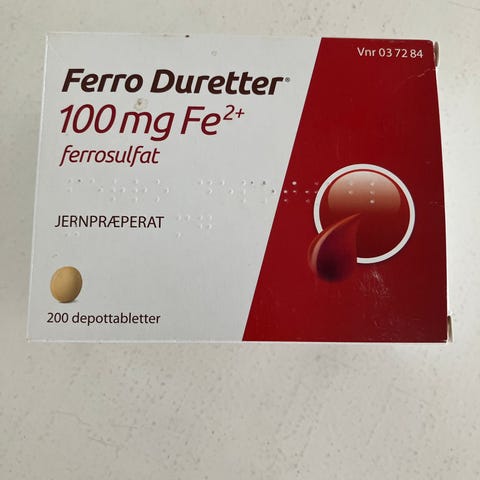 Vnr 03 72 84
Ferro Duretter®
100 mg Fe²⁺
ferrosulfat
JERNPRÆPERAT
200 depottabletter